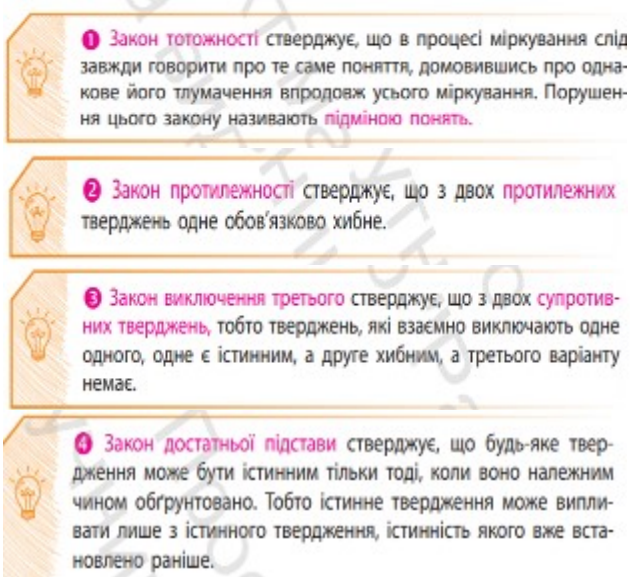 ❶ Закон тотожності стверджує, що в процесі міркування слід
завжди говорити про те саме поняття, домовившись про одна-
кове його тлумачення впродовж усього міркування. Порушен-
ня цього закону називають підміною понять.
❷ Закон протилежності стверджує, що з двох протилежних
тверджень одне обов'язково хибне.
❸ Закон виключення третього стверджує, що з двох супротив-
них тверджень, тобто тверджень, які взаємно виключають одне
одного, одне є істинним, а друге хибним, а третього варіанту
немає.
❹ Закон достатньої підстави стверджує, що будь-яке твер-
дження може бути істинним тільки тоді, коли воно належним
чином обґрунтовано. Тобто істинне твердження може випли-
вати лише з істинного твердження, істинність якого вже вста-
новлено раніше.